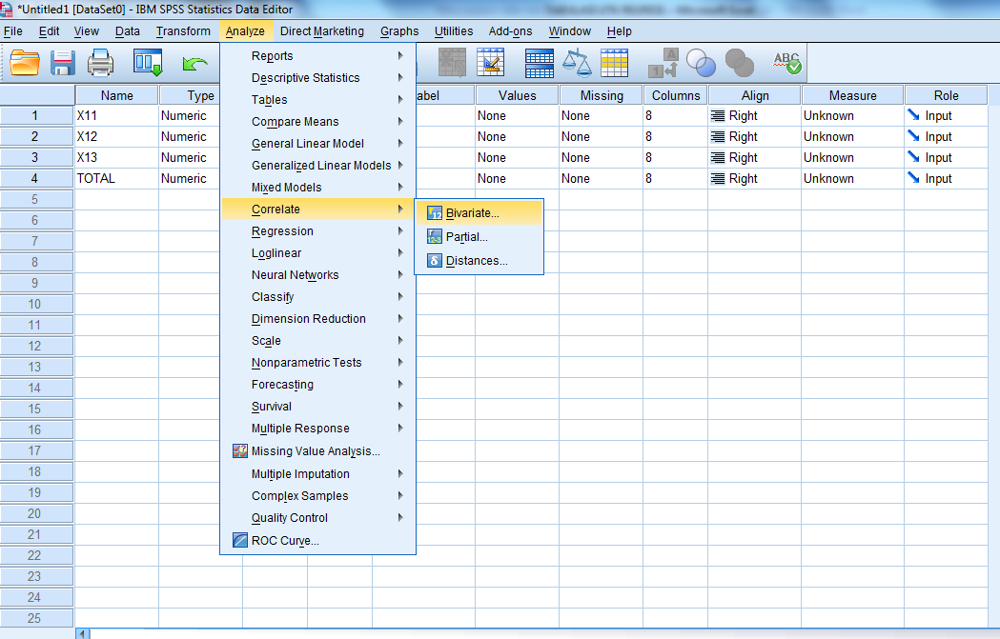 *Untitled1 [DataSet0] - IBM SPSS Statistics Data Editor
File Edit View Data Transform Analyze Direct Marketing Graphs Utilities Add-ons Window Help
A
14
ABC
Name Type abel Values Missing Columns Align Measure Role
1 X11 Numeric None None 8 Right Unknown Input
2 X12 Numeric None None 8 Right Unknown Input
3 X13 Numeric None None 8 Right Unknown Input
4 TOTAL Numeric None None 8 Right Unknown Input
5
6
7
8
9
10
11
12
13
14
15
16
17
18
19
20
21
22
23
24
25
Reports
Descriptive Statistics
Tables
Compare Means
General Linear Model
Generalized Linear Models
Mixed Models
Correlate
Regression
Loglinear
Neural Networks
Classify
Dimension Reduction
Scale
Nonparametric Tests
Forecasting
Survival
Multiple Response
Missing Value Analysis...
Multiple Imputation
Complex Samples
Quality Control
ROC Curve...
Bivariate...
Partial...
Distances...